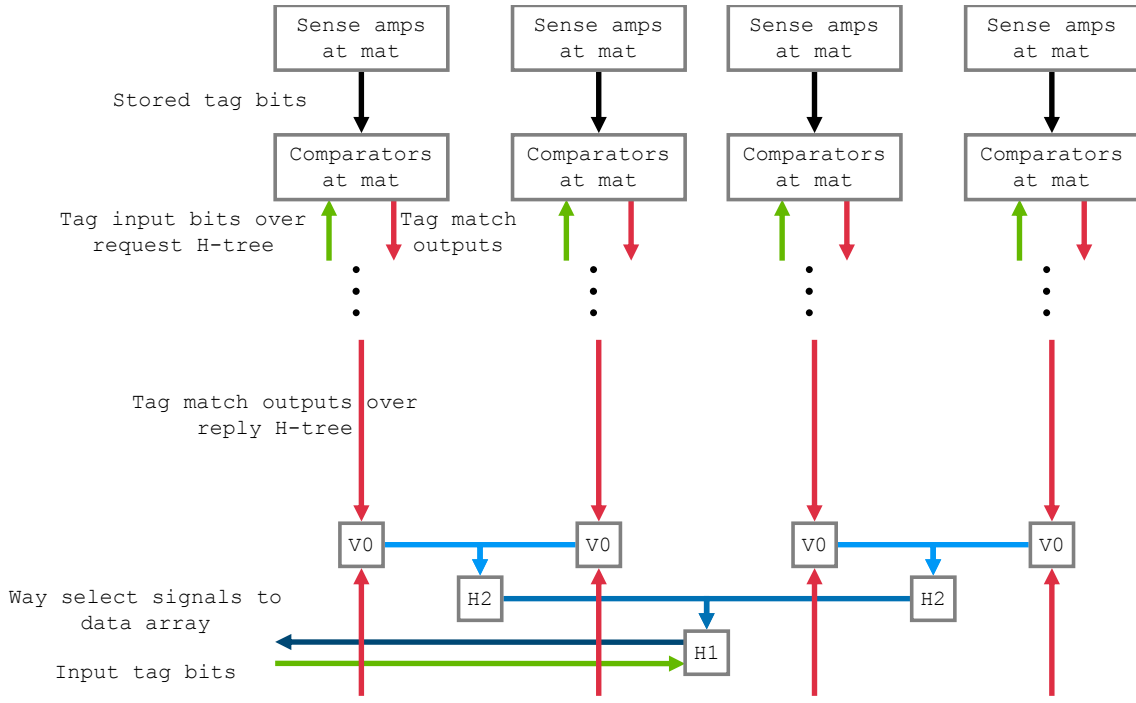 Sense amps
at mat
Sense amps
at mat
Sense amps
at mat
Sense amps
at mat
Stored tag bits
Comparators
at mat
Comparators
at mat
Comparators
at mat
Comparators
at mat
Tag input bits over
request H-tree
Tag match
outputs
Tag match outputs over
reply H-tree
V0
V0
V0
V0
H2
H2
Way select signals to
data array
H1
Input tag bits